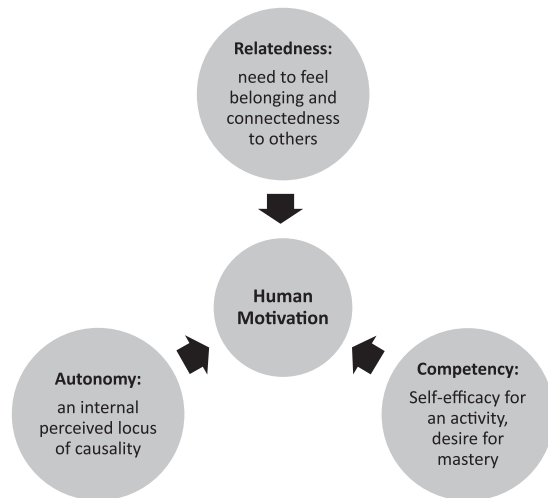 Relatedness:
need to feel
belonging and
connectedness
to others
Human
Motivation
Autonomy:
an internal
perceived locus
of causality
Competency:
Self-efficacy for
an activity,
desire for
mastery